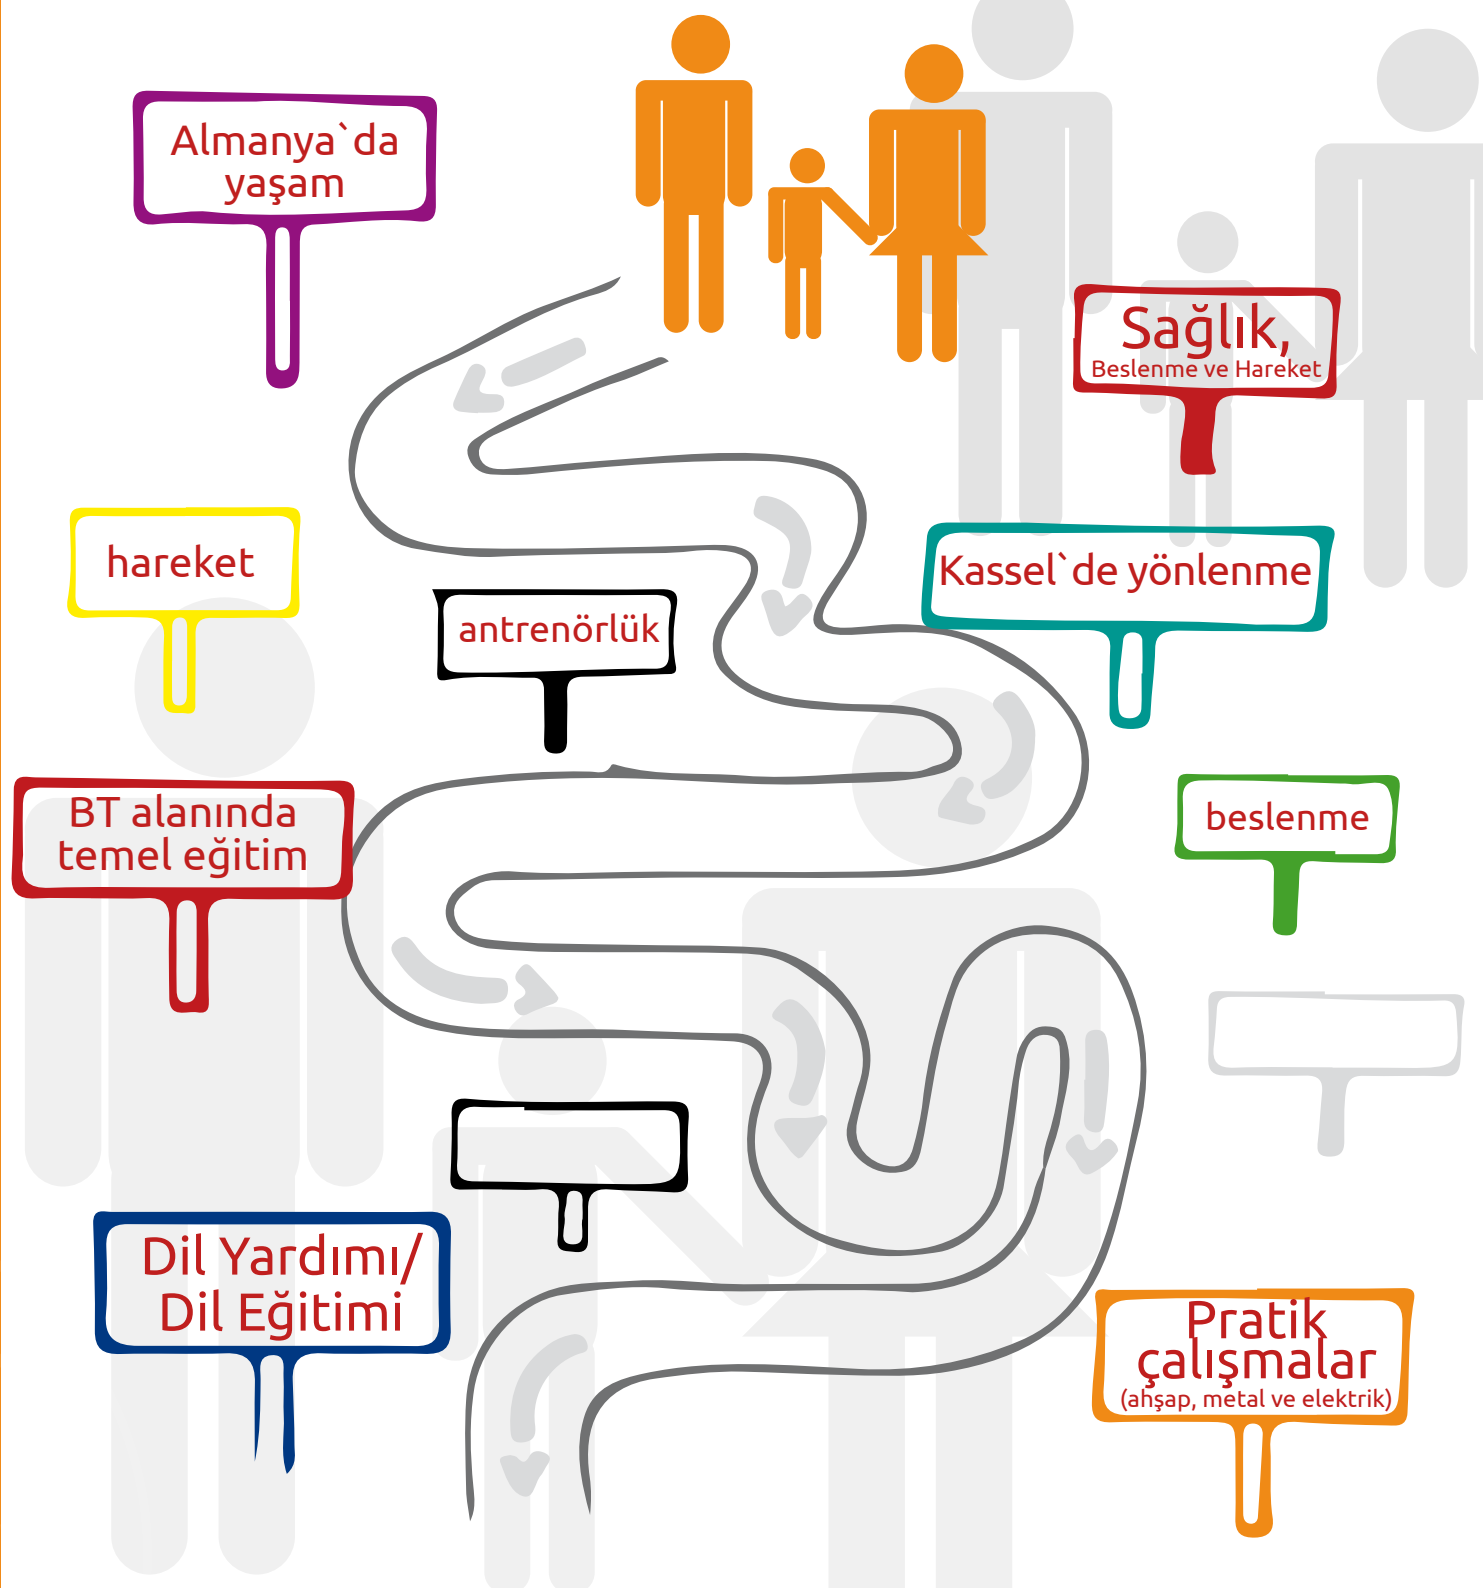 Almanya`da
yaşam
Sağlık,
Beslenme ve Hareket
hareket
Kassel`de yönlenme
antrenörlük
BT alanında
temel eğitim
beslenme
Dil Yardımı/
Dil Eğitimi
Pratik
çalışmalar
(ahşap, metal ve elektrik)